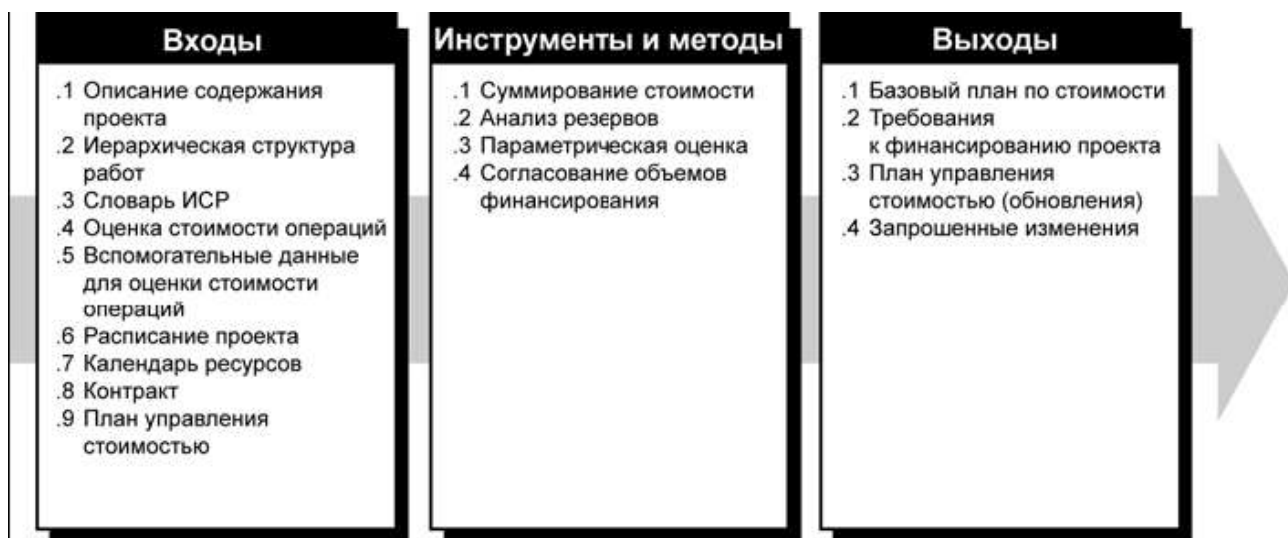 Входы
.1 Описание содержания
проекта
.2 Иерархическая структура
работ
.3 Словарь ИСР
.4 Оценка стоимости операций
.5 Вспомогательные данные
для оценки стоимости
операций
.6 Расписание проекта
.7 Календарь ресурсов
.8 Контракт
.9 План управления
стоимостью
Инструменты и методы
.1 Суммирование стоимости
.2 Анализ резервов
.3 Параметрическая оценка
.4 Согласование объемов
финансирования
Выходы
.1 Базовый план по стоимости
.2 Требования
к финансированию проекта
.3 План управления
стоимостью (обновления)
.4 Запрошенные изменения